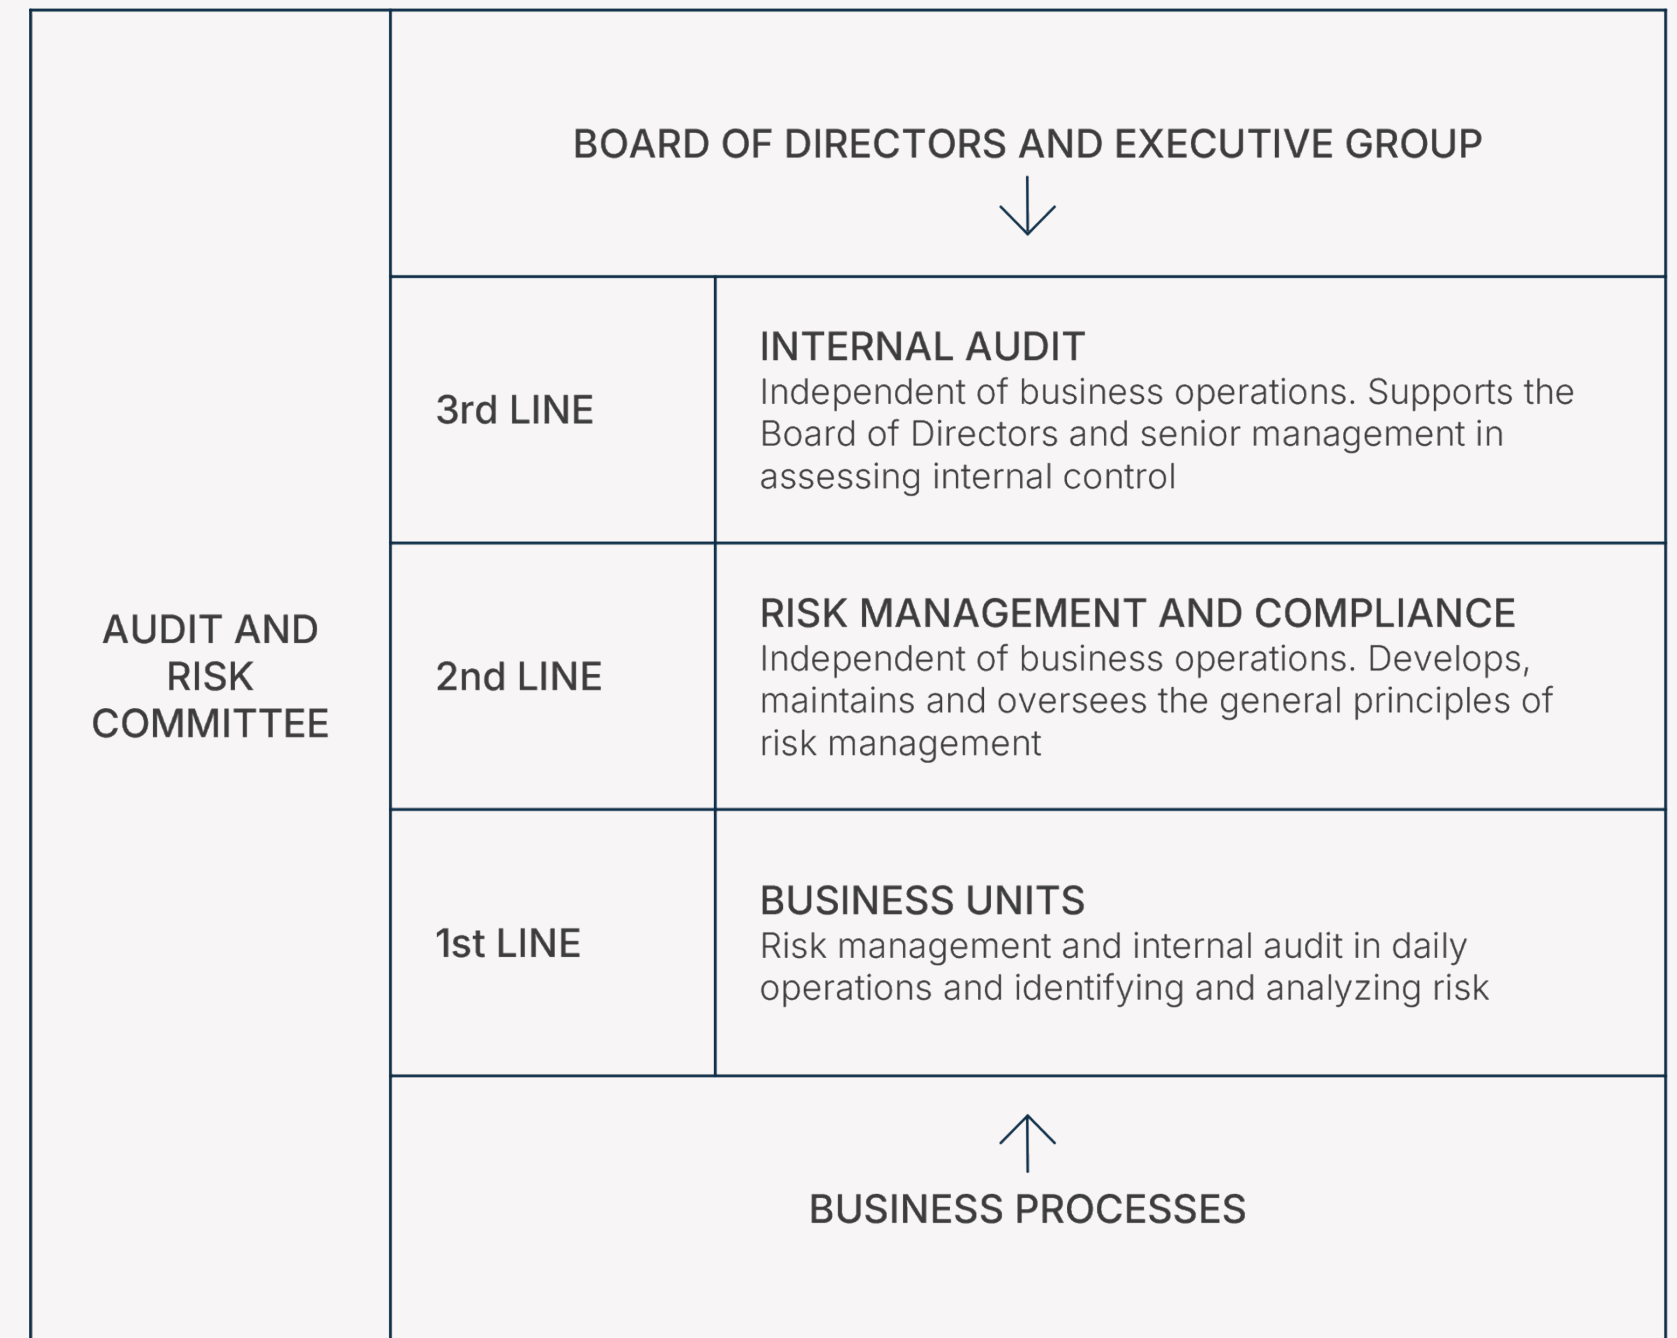 BOARD OF DIRECTORS AND EXECUTIVE GROUP
AUDIT AND
RISK
COMMITTEE
3rd LINE
INTERNAL AUDIT
Independent of business operations. Supports the
Board of Directors and senior management in
assessing internal control
2nd LINE
RISK MANAGEMENT AND COMPLIANCE
Independent of business operations. Develops,
maintains and oversees the general principles of
risk management
1st LINE
BUSINESS UNITS
Risk management and internal audit in daily
operations and identifying and analyzing risk
BUSINESS PROCESSES